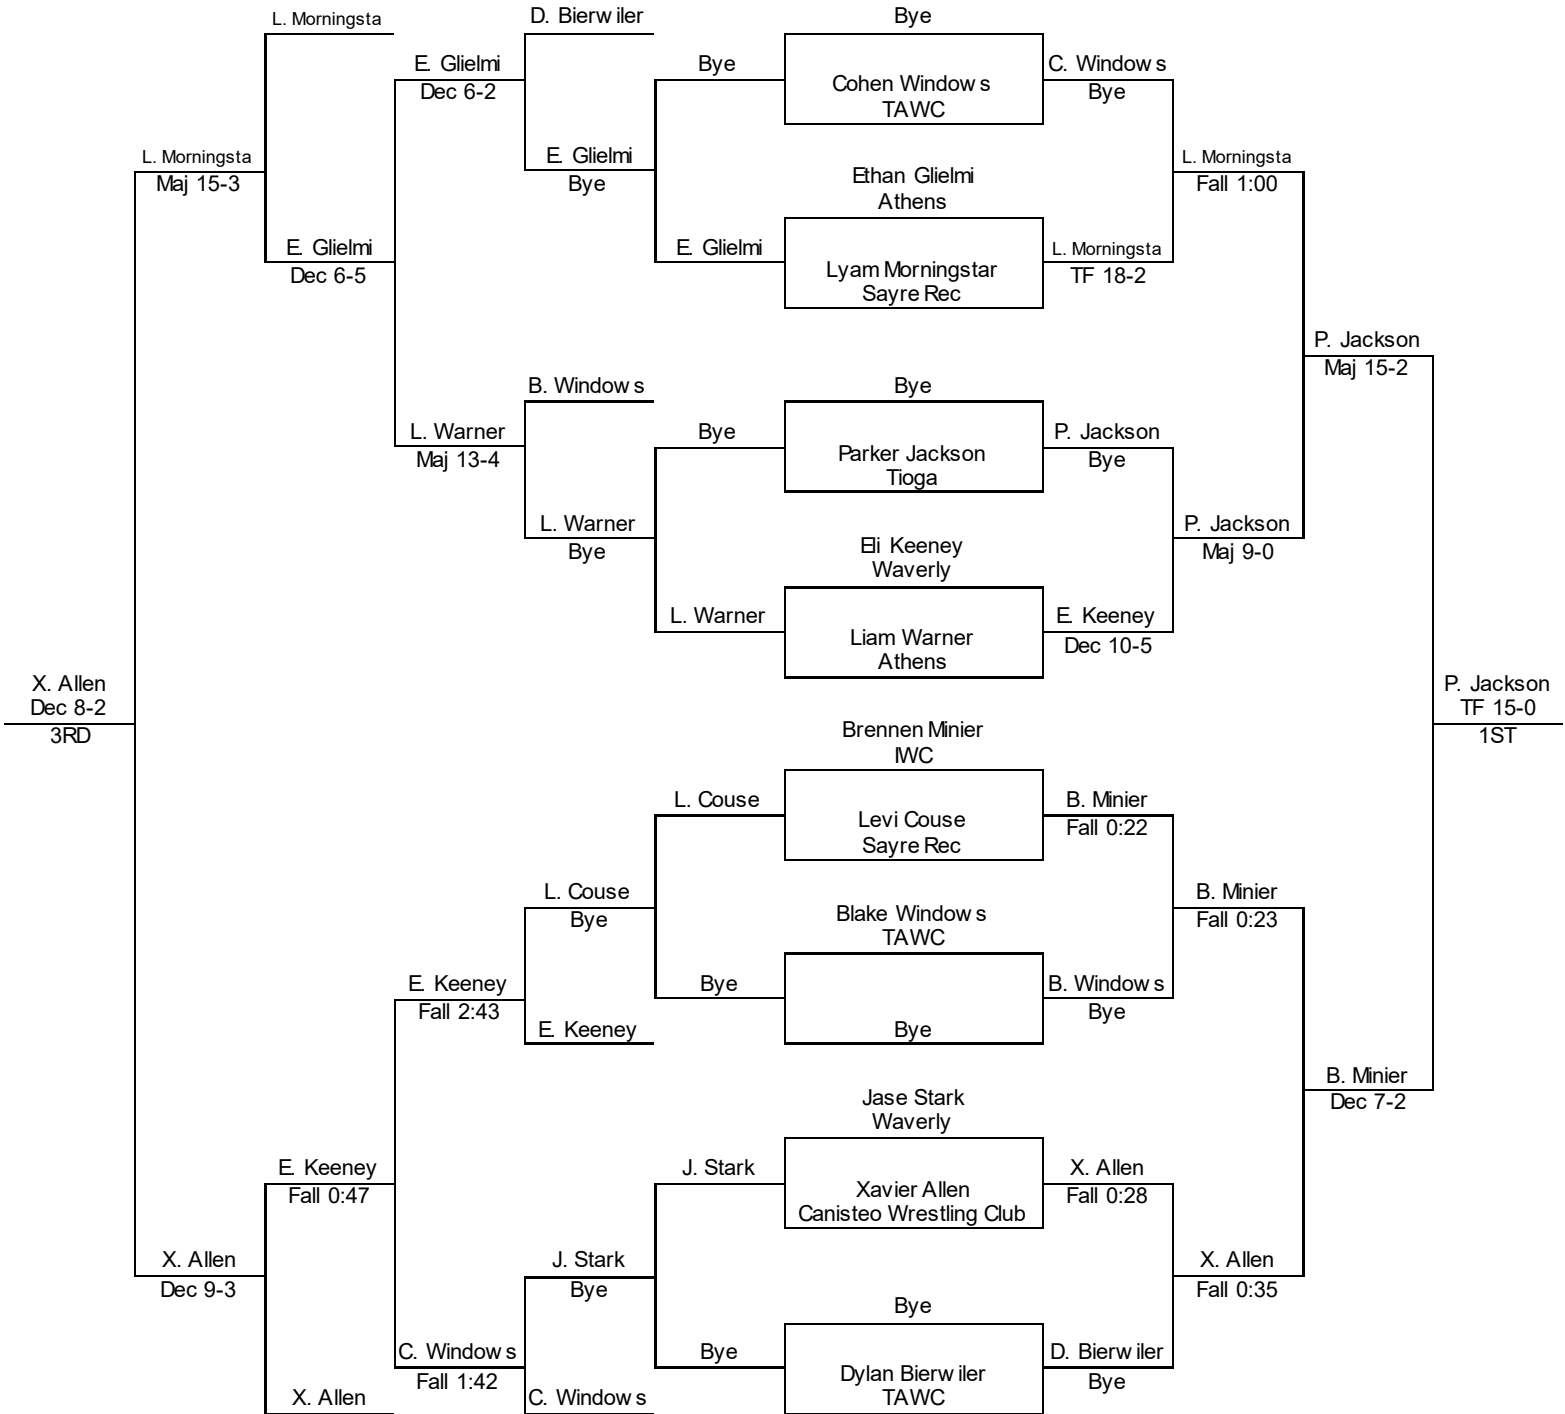 L. Morningsta
D. Bierwiler
Bye
E. Glielmi
Dec 6-2
Bye
Cohen Windows
TAWC
C. Windows
Bye
L. Morningsta
Maj 15-3
E. Glielmi
Bye
Ethan Glielmi
Athens
L. Morningsta
Fall 1:00
E. Glielmi
Dec 6-5
E. Glielmi
Lyam Morningstar
Sayre Rec
L. Morningsta
TF 18-2
P. Jackson
Maj 15-2
B. Windows
Bye
L. Warner
Maj 13-4
Bye
Parker Jackson
Tioga
P. Jackson
Bye
L. Warner
Bye
Eli Keeney
Waverly
P. Jackson
Maj 9-0
L. Warner
Liam Warner
Athens
E. Keeney
Dec 10-5
X. Allen
Dec 8-2
3RD
P. Jackson
TF 15-0
1ST
Brennen Minier
IWC
L. Couse
Levi Couse
Sayre Rec
B. Minier
Fall 0:22
L. Couse
Bye
Blake Windows
TAWC
B. Minier
Fall 0:23
E. Keeney
Fall 2:43
E. Keeney
Bye
Bye
B. Windows
Bye
B. Minier
Dec 7-2
Jase Stark
Waverly
E. Keeney
Fall 0:47
J. Stark
Xavier Allen
Canisteo Wrestling Club
X. Allen
Fall 0:28
X. Allen
Dec 9-3
J. Stark
Bye
Bye
X. Allen
Fall 0:35
C. Windows
Fall 1:42
Bye
Dylan Bierwiler
TAWC
D. Bierwiler
Bye
X. Allen
C. Windows